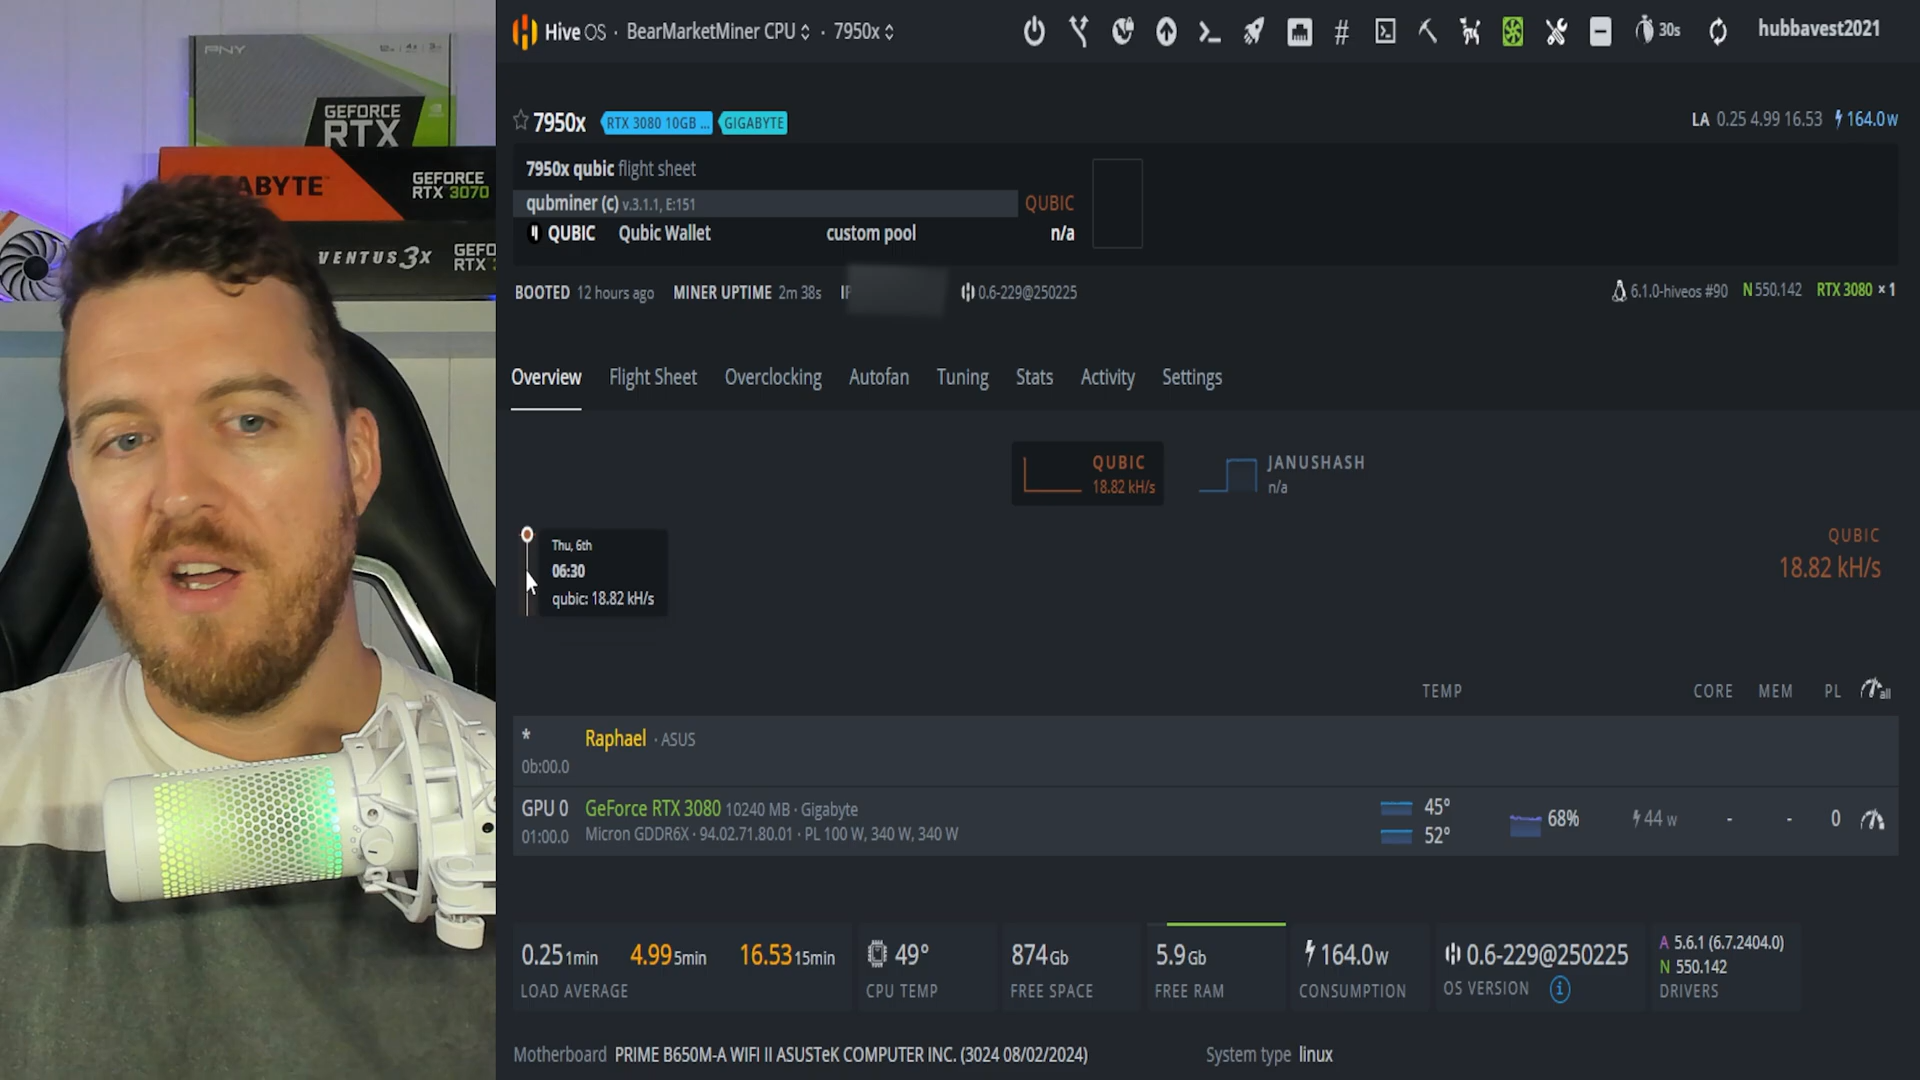 PNY
GEFORCE
RTX
GEFORCE
RTX 3070
VENTUS 3X
Hive OS · BearMarketMiner CPU · 7950x
30s
hubbavest2021
7950x
RTX 3080 10GB ...
GIGABYTE
LA 0.25 4.99 16.53 164.0w
7950x qubic flight sheet
qubminer (c) v.3.1.1, E:151 QUBIC
QUBIC Qubic Wallet custom pool n/a
BOOTED 12 hours ago MINER UPTIME 2m 38s 0.6-229@250225
6.1.0-hiveos #90 N 550.142 RTX 3080 × 1
Overview Flight Sheet Overclocking Autofan Tuning Stats Activity Settings
QUBIC
18.82 kH/s
JANUSHASH
n/a
Thu, 6th
06:30
qubic: 18.82 kH/s
QUBIC
18.82 kH/s
TEMP CORE MEM PL all
* Raphael · ASUS
0b:00.0
GPU 0 GeForce RTX 3080 10240 MB · Gigabyte
01:00.0 Micron GDDR6X · 94.02.71.80.01 · PL 100 W, 340 W, 340 W
45°
52°
68%
44 w - - 0
0.25 1min 4.99 5min 16.53 15min
LOAD AVERAGE
49°
CPU TEMP
874 Gb
FREE SPACE
5.9 Gb
FREE RAM
164.0w
CONSUMPTION
0.6-229@250225
OS VERSION
A 5.6.1 (6.7.2404.0)
N 550.142
DRIVERS
Motherboard PRIME B650M-A WIFI II ASUSTeK COMPUTER INC. (3024 08/02/2024)
System type linux